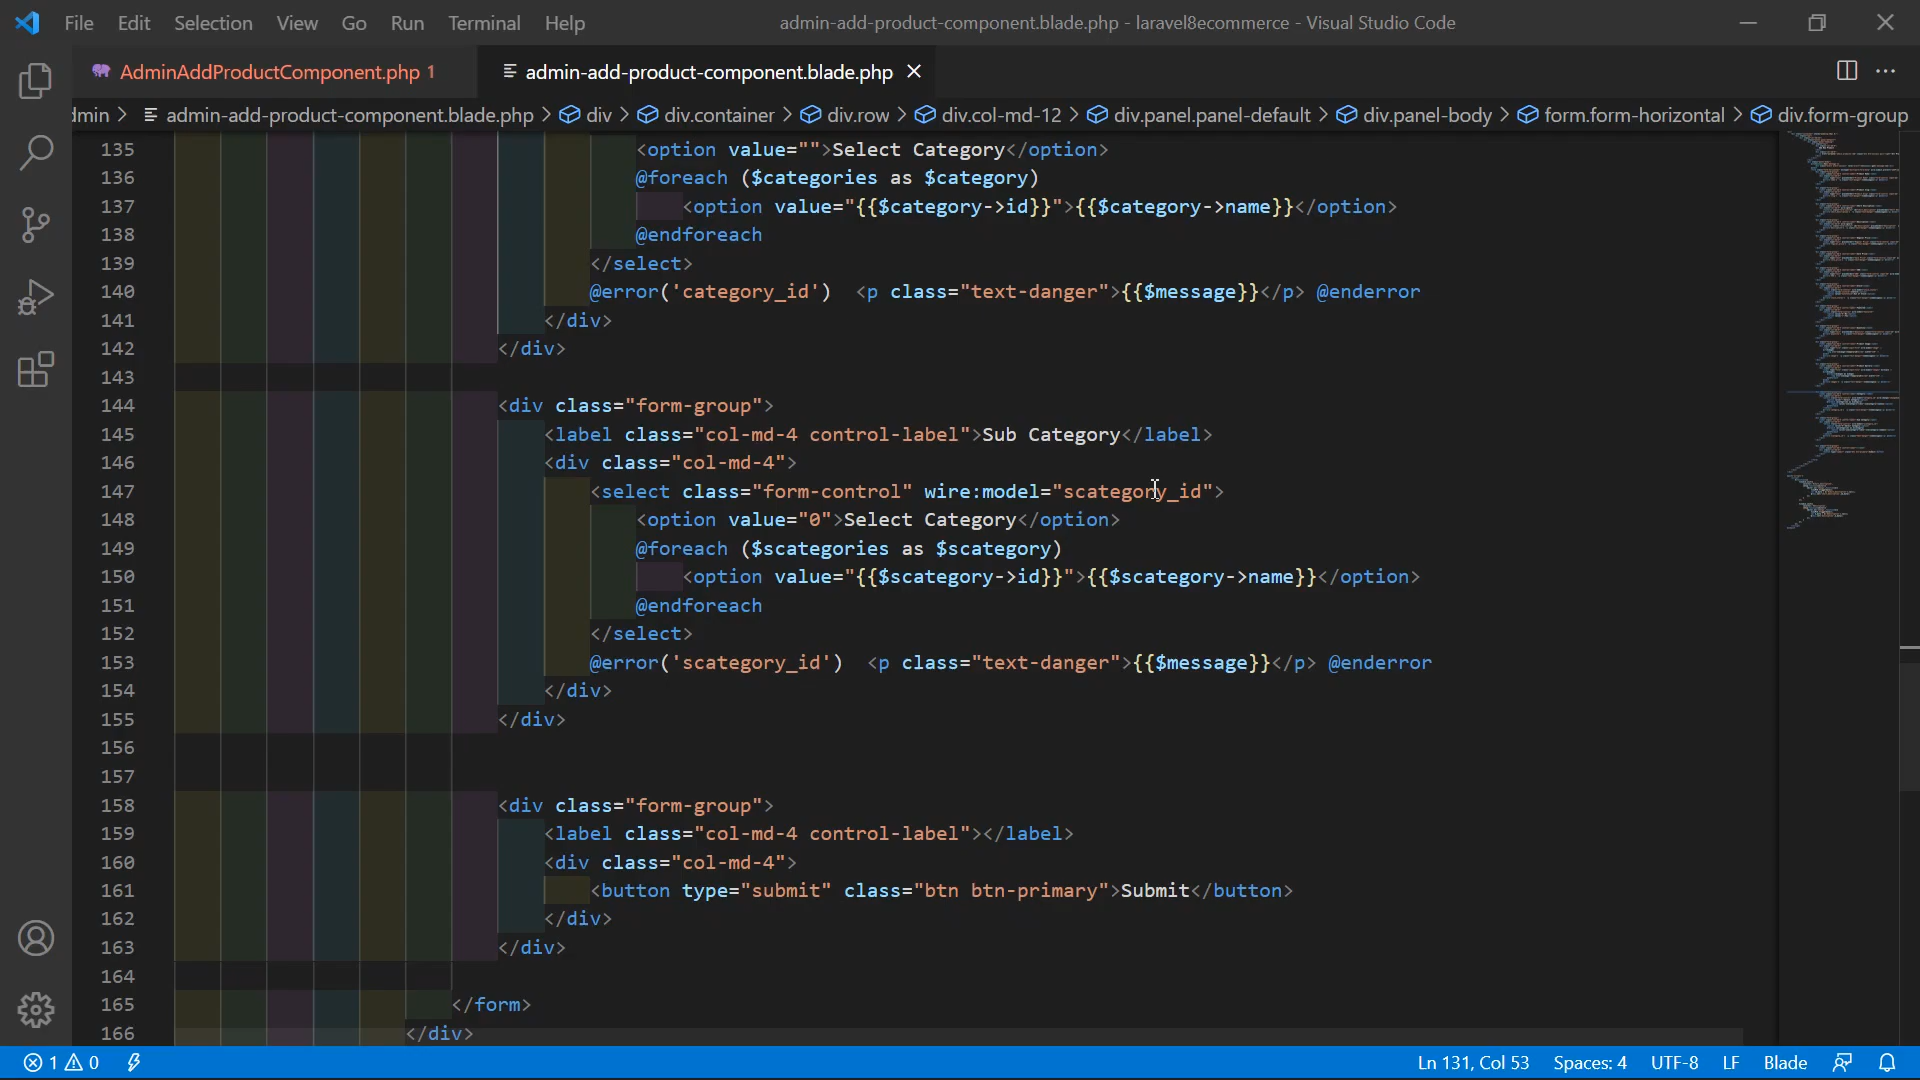 File Edit Selection View Go Run Terminal Help admin-add-product-component.blade.php - laravel8ecommerce - Visual Studio Code
AdminAddProductComponent.php 1 admin-add-product-component.blade.php
dmin > admin-add-product-component.blade.php > div > div.container > div.row > div.col-md-12 > div.panel.panel-default > div.panel-body > form.form-horizontal > div.form-group
135 <option value="">Select Category</option>
136 @foreach ($categories as $category)
137 <option value="{{$category->id}}">{{$category->name}}</option>
138 @endforeach
139 </select>
140 @error('category_id') <p class="text-danger">{{$message}}</p> @enderror
141 </div>
142 </div>
143
144 <div class="form-group">
145 <label class="col-md-4 control-label">Sub Category</label>
146 <div class="col-md-4">
147 <select class="form-control" wire:model="scategory_id">
148 <option value="0">Select Category</option>
149 @foreach ($scategories as $scategory)
150 <option value="{{$scategory->id}}">{{$scategory->name}}</option>
151 @endforeach
152 </select>
153 @error('scategory_id') <p class="text-danger">{{$message}}</p> @enderror
154 </div>
155 </div>
156
157
158 <div class="form-group">
159 <label class="col-md-4 control-label"></label>
160 <div class="col-md-4">
161 <button type="submit" class="btn btn-primary">Submit</button>
162 </div>
163 </div>
164
165 </form>
166 </div>
1 0 Ln 131, Col 53 Spaces: 4 UTF-8 LF Blade